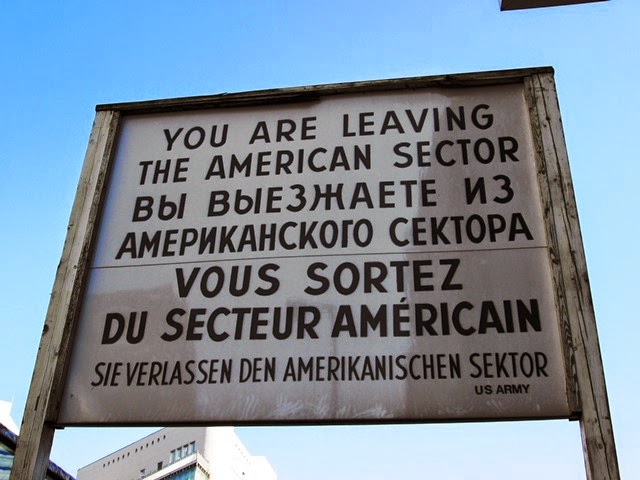 YOU ARE LEAVING
THE AMERICAN SECTOR
ВЫ ВЫЕЗЖАЕТЕ ИЗ
АМЕРИКАНСКОГО СЕКТОРА
VOUS SORTEZ
DU SECTEUR AMÉRICAIN
SIE VERLASSEN DEN AMERIKANISCHEN SEKTOR
US ARMY